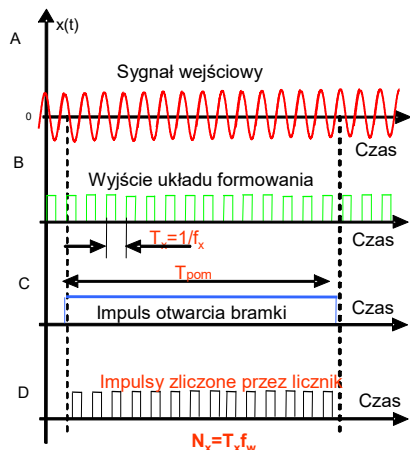 A
x(t)
Sygnał wejściowy
0
Czas
B
Wyjście układu formowania
Czas
Tx=1/fx
Tpom
C
Czas
Impuls otwarcia bramki
D
Impulsy zliczone przez licznik
Czas
Nx=Txfw